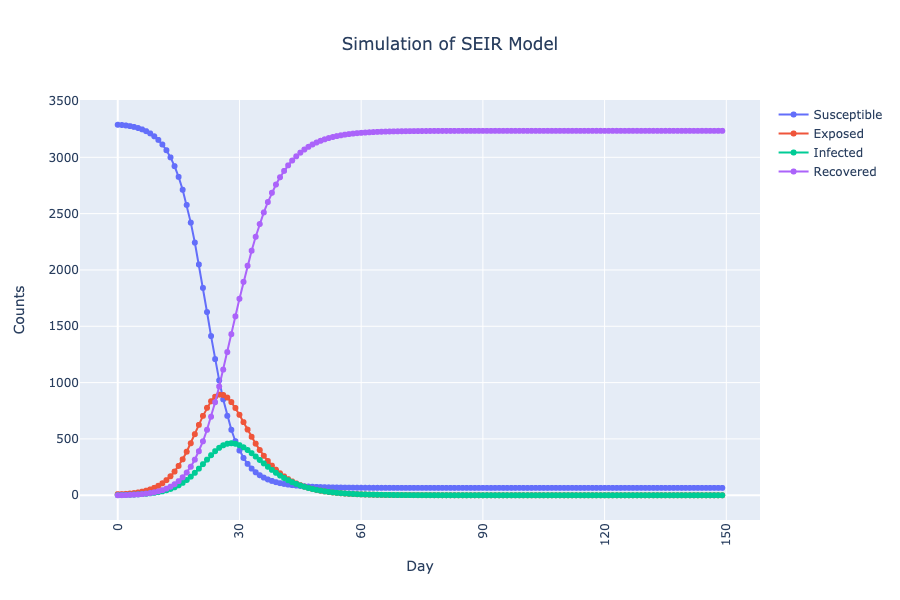 Simulation of SEIR Model
3500
3000
2500
2000
1500
1000
500
0
Counts
0
30
60
90
120
150
Day
Susceptible
Exposed
Infected
Recovered